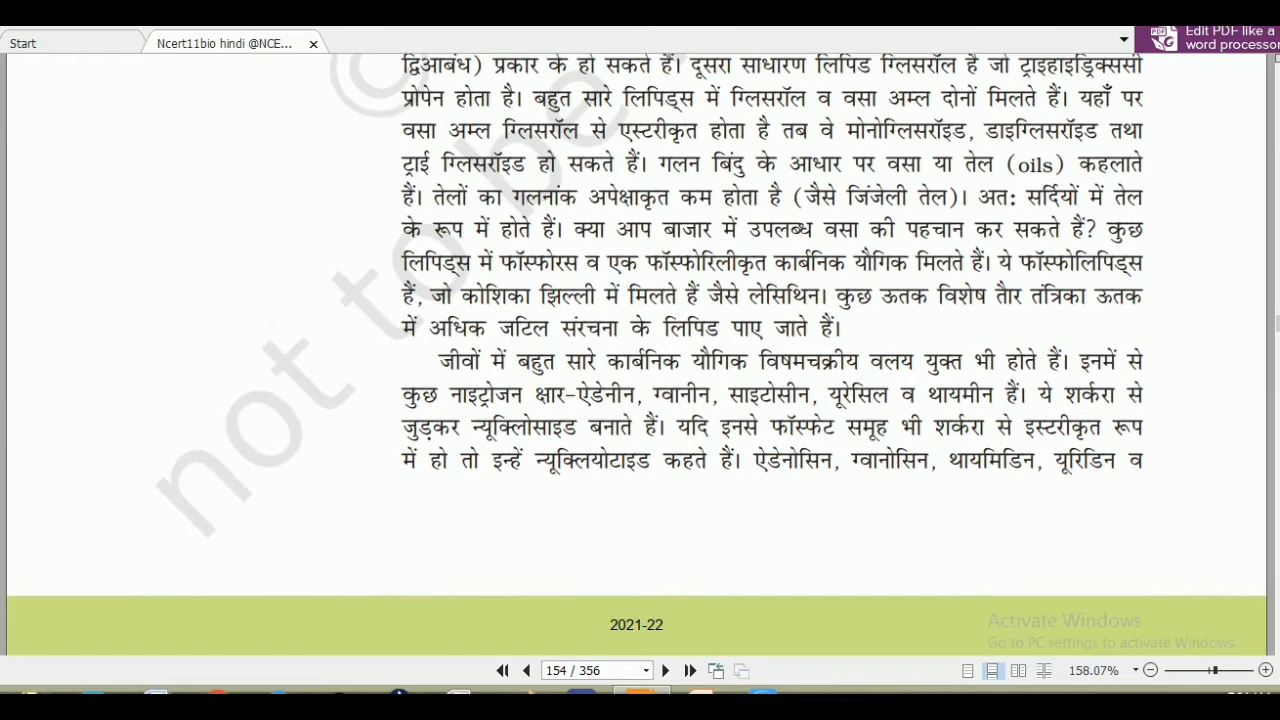 Start
Ncert11bio hindi @NCE... x
Edit PDF like a
word processor
द्विआबंध) प्रकार के हो सकते हैं। दूसरा साधारण लिपिड ग्लिसरॉल है जो ट्राइहाइड्रिक्ससी
प्रोपेन होता है। बहुत सारे लिपिड्स में ग्लिसरॉल व वसा अम्ल दोनों मिलते हैं। यहाँ पर
वसा अम्ल ग्लिसरॉल से एस्टरीकृत होता है तब वे मोनोग्लिसरॉइड, डाइग्लिसरॉइड तथा
ट्राई ग्लिसरॉइड हो सकते हैं। गलन बिंदु के आधार पर वसा या तेल (oils) कहलाते
हैं। तेलों का गलनांक अपेक्षाकृत कम होता है (जैसे जिंजेली तेल)। अत: सर्दियों में तेल
के रूप में होते हैं। क्या आप बाजार में उपलब्ध वसा की पहचान कर सकते हैं? कुछ
लिपिड्स में फॉस्फोरस व एक फॉस्फोरिलीकृत कार्बनिक यौगिक मिलते हैं। ये फॉस्फोलिपिड्स
हैं, जो कोशिका झिल्ली में मिलते हैं जैसे लेसिथिन। कुछ ऊतक विशेष तौर तंत्रिका ऊतक
में अधिक जटिल संरचना के लिपिड पाए जाते हैं।
जीवों में बहुत सारे कार्बनिक यौगिक विषमचक्रीय वलय युक्त भी होते हैं। इनमें से
कुछ नाइट्रोजन क्षार-ऐडेनीन, ग्वानीन, साइटोसीन, यूरेसिल व थायमीन हैं। ये शर्करा से
जुड़कर न्यूक्लिोसाइड बनाते हैं। यदि इनसे फॉस्फेट समूह भी शर्करा से इस्टरीकृत रूप
में हो तो इन्हें न्यूक्लियोटाइड कहते हैं। ऐडेनोसिन, ग्वानोसिन, थायमिडिन, यूरिडिन व
© not to be
2021-22
Activate Windows
Go to PC settings to activate Windows.
154 / 356
158.07%